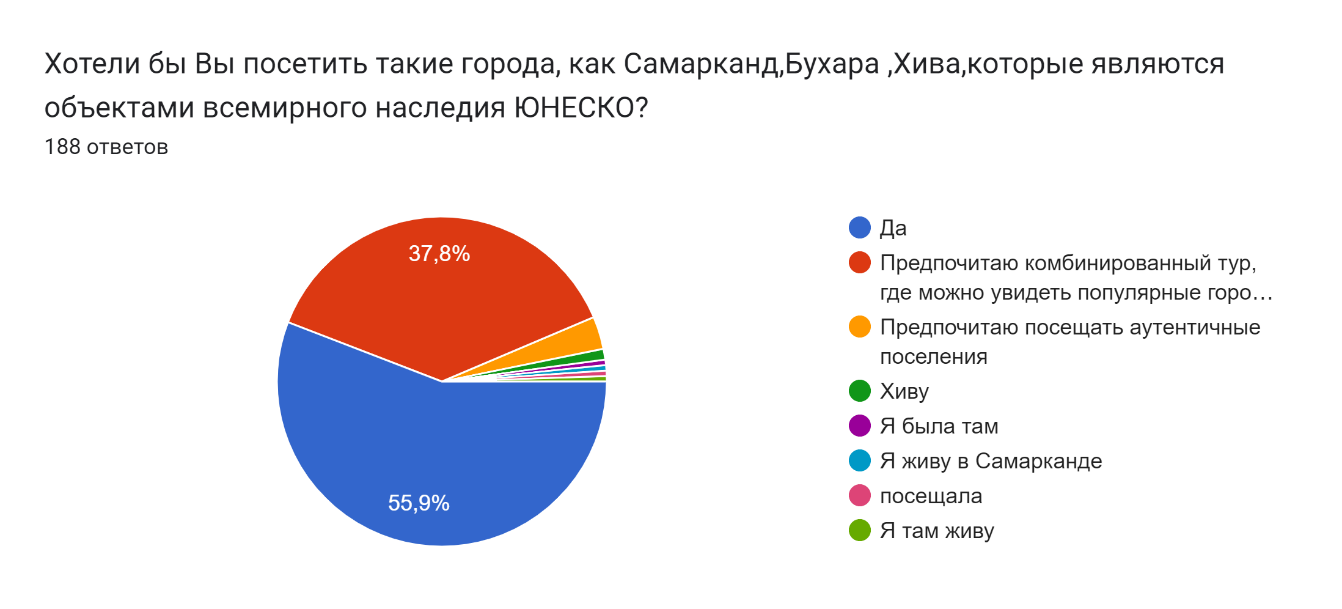 Хотели бы Вы посетить такие города, как Самарканд,Бухара ,Хива,которые являются
объектами всемирного наследия ЮНЕСКО?
188 ответов
37,8%
55,9%
Да
Предпочитаю комбинированный тур,
где можно увидеть популярные горо…
Предпочитаю посещать аутентичные
поселения
Хиву
Я была там
Я живу в Самарканде
посещала
Я там живу